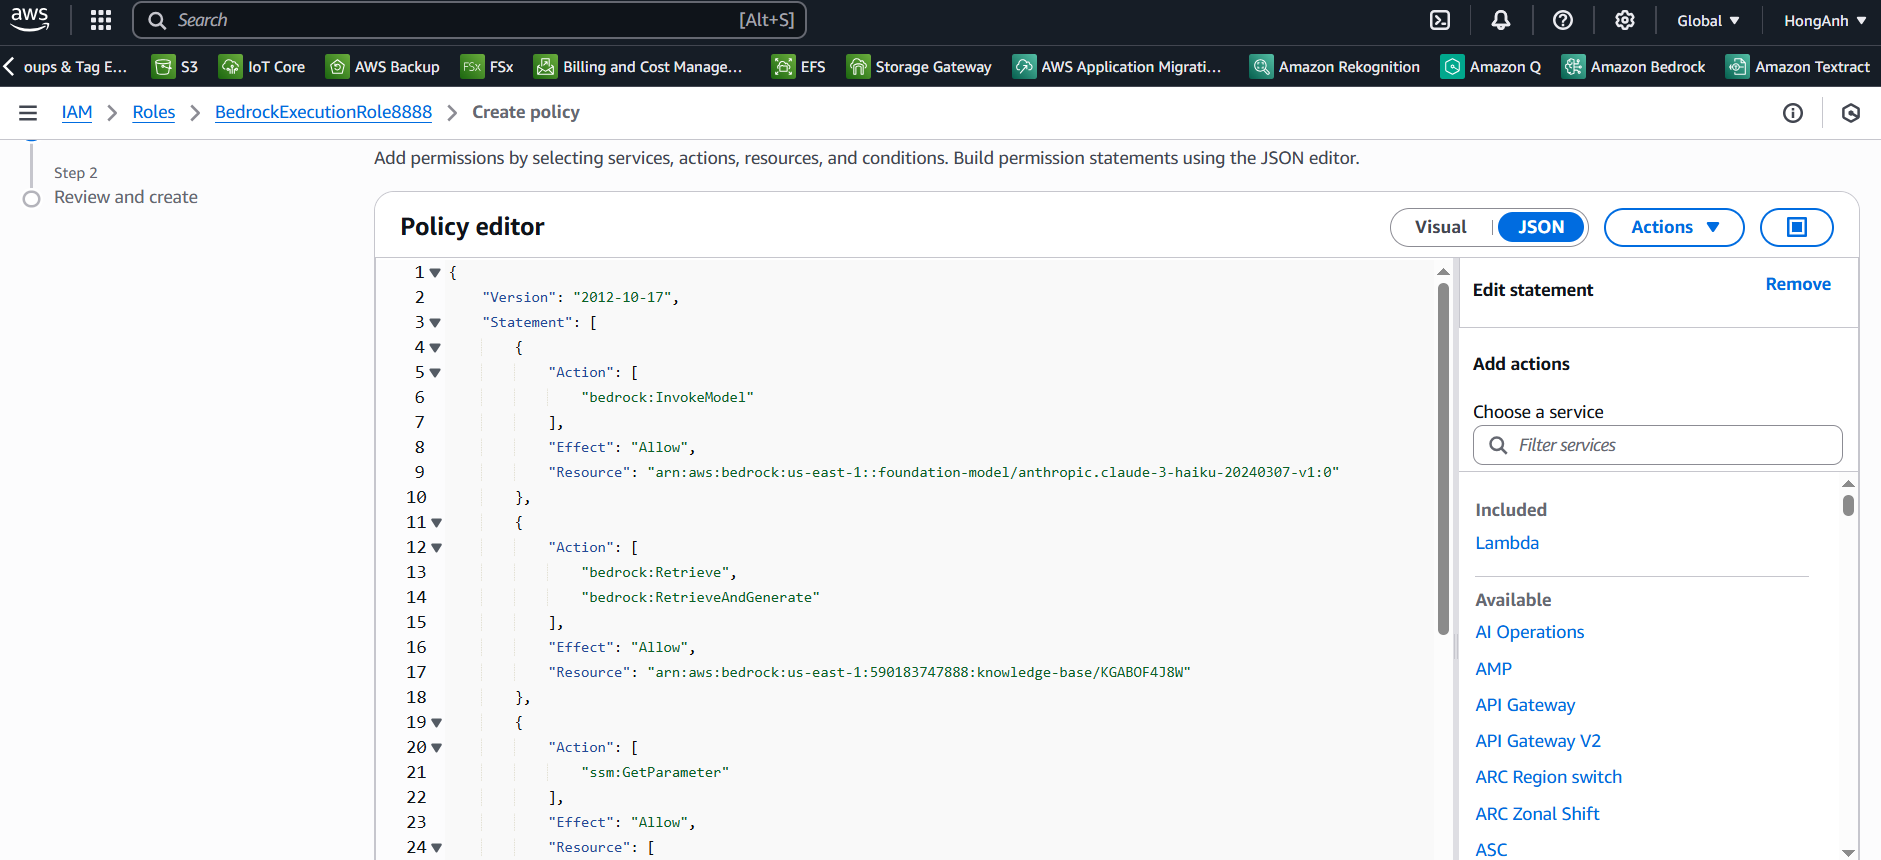 aws
Search [Alt+S]
Global ▼ HongAnh ▼
oups & Tag E... S3 IoT Core AWS Backup FSx FSx Billing and Cost Manage... EFS Storage Gateway AWS Application Migrati... Amazon Rekognition Amazon Q Amazon Bedrock Amazon Textract
IAM > Roles > BedrockExecutionRole8888 > Create policy
Step 2
Review and create
Add permissions by selecting services, actions, resources, and conditions. Build permission statements using the JSON editor.
Policy editor
Visual | JSON
Actions ▼
1 {
2 "Version": "2012-10-17",
3 "Statement": [
4 {
5 "Action": [
6 "bedrock:InvokeModel"
7 ],
8 "Effect": "Allow",
9 "Resource": "arn:aws:bedrock:us-east-1::foundation-model/anthropic.claude-3-haiku-20240307-v1:0"
10 },
11 {
12 "Action": [
13 "bedrock:Retrieve",
14 "bedrock:RetrieveAndGenerate"
15 ],
16 "Effect": "Allow",
17 "Resource": "arn:aws:bedrock:us-east-1:590183747888:knowledge-base/KGABOF4J8W"
18 },
19 {
20 "Action": [
21 "ssm:GetParameter"
22 ],
23 "Effect": "Allow",
24 "Resource": [
Edit statement
Remove
Add actions
Choose a service
Filter services
Included
Lambda
Available
AI Operations
AMP
API Gateway
API Gateway V2
ARC Region switch
ARC Zonal Shift
ASC